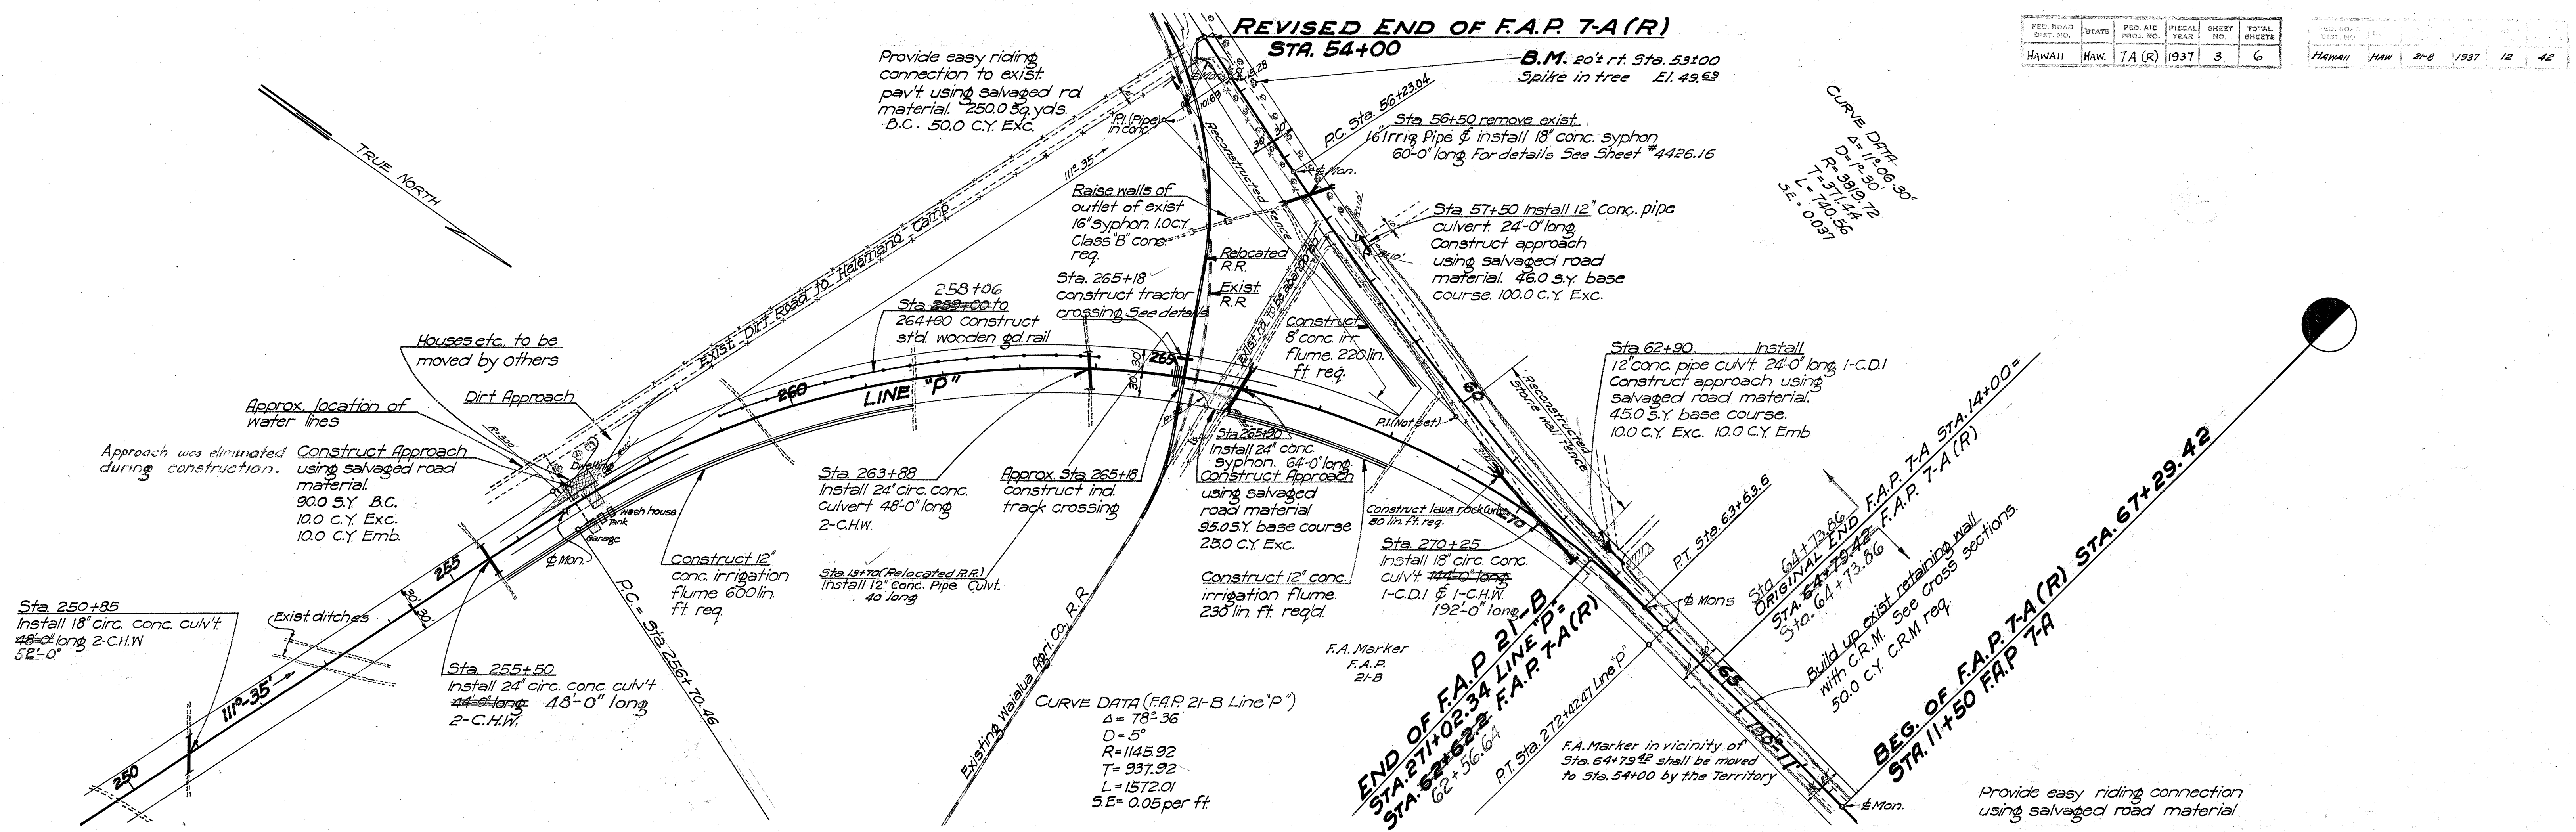 REVISED END OF F.A.P. 7-A(R)
STA. 54+00
B.M. 20'± rt. Sta. 53+00
Spike in tree El. 49.63
FED. ROAD DIST. NO. STATE FED. AID PROJ. NO. FISCAL YEAR SHEET NO. TOTAL SHEETS
HAWAII HAW. 7A(R) 1937 3 6
HAWAII HAW 21-B 1937 12 42
Provide easy riding
connection to exist.
pav't using salvaged rd
material. 250.0 Sq. yds.
B.C. 50.0 C.Y. Exc.
TRUE NORTH
P.I. (Pipe)
in conc.
111°-35'
Exist. Dirt Road to Helemano Camp
Reconstructed fence
P.C. Sta. 56+23.04
Sta. 56+50 remove exist.
16" Irrig Pipe & install 18" conc. syphon
60'-0" long. For details See Sheet #4426.16
₵ Mon.
CURVE DATA
Δ = 11°-06'-30"
D = 1°-30'
R = 3819.72
T = 371.44
L = 740.56
S.E. = 0.037
Raise walls of
outlet of exist
16" syphon. 1.0 C.Y.
Class "B" conc
req.
Relocated
R.R.
Exist
R.R.
Sta. 57+50 Install 12" Conc. pipe
culvert. 24'-0" long
Construct approach
using salvaged road
material. 46.0 S.Y. base
course. 100.0 C.Y. Exc.
258+06
Sta. 259+00 to
264+00 Construct
std. wooden gd. rail
Sta. 265+18
construct tractor
crossing See details
Construct
8" conc. irr.
flume. 220 lin.
ft. req.
Houses etc. to be
moved by others
Dirt Approach
Approx. location of
water lines
Approach was eliminated
during construction.
Construct Approach
using salvaged road
material.
90.0 S.Y. B.C.
10.0 C.Y. Exc.
10.0 C.Y. Emb.
Dwelling
wash house
Tank
Garage
₵ Mon.
260
LINE "P"
265
30' 30'
60
Reconstructed
Stone wall fence
P.I. (Not set)
Sta 62+90 Install
12" conc. pipe culv't. 24'-0" long 1-C.D.I
Construct approach using
salvaged road material.
45.0 S.Y. base course.
10.0 C.Y. Exc. 10.0 C.Y. Emb
Sta. 263+88
Install 24" circ. conc.
culvert 48'-0" long
2-C.H.W.
Approx. Sta 265+18
construct ind.
track crossing
Sta 265+90
Install 24" conc.
syphon. 64'-0" long.
Construct Approach
using salvaged
road material
95.0 S.Y. base course
25.0 C.Y. Exc.
Construct lava rock
80 lin. ft. req.
270
Sta. 270+25
Install 18" circ. conc.
culv't 144'-0" long
1-C.D.I & 1-C.H.W.
192'-0" long
Construct 12"
conc. irrigation
flume 600 lin.
ft req.
Sta. 13+70 (Relocated R.R.)
Install 12" Conc. Pipe Culvt.
40 long
Construct 12" conc.
irrigation flume.
230 lin. ft. req'd.
P.T. Sta. 63+63.6
₵ Mons
Sta 64+73.86
ORIGINAL END F.A.P. 7-A STA. 14+00=
STA. 64+79.42 F.A.P. 7-A(R)
Sta. 64+73.86
Build up exist retaining wall
with C.R.M. See cross sections.
50.0 C.Y. C.R.M req.
BEG. OF F.A.P. 7-A(R) STA. 67+29.42
STA. 11+50 F.A.P 7-A
255
30' 30'
Sta. 250+85
Install 18" circ. conc. culv't.
48'-0" long 2-C.H.W
52'-0"
Exist ditches
Sta. 255+50
Install 24" circ. conc. culv't
44'-0" long 48'-0" long
2-C.H.W.
111°-35'
250
P.C. = Sta. 256+70.46
Existing Waialua Agri. Co., R.R
F.A. Marker
F.A.P.
21-B
CURVE DATA (F.A.P. 21-B Line "P")
Δ = 78°-36'
D = 5°
R = 1145.92
T = 937.92
L = 1572.01
S.E = 0.05 per ft.
END OF F.A.P 21-B
STA. 271+02.34 LINE "P"=
STA. 62+62.2 F.A.P. 7-A(R)
62+56.64
P.T. Sta. 272+42.47 Line "P"
F.A. Marker in vicinity of
Sta. 64+79.42 shall be moved
to Sta. 54+00 by the Territory
65
₵ Mon.
Provide easy riding connection
using salvaged road material